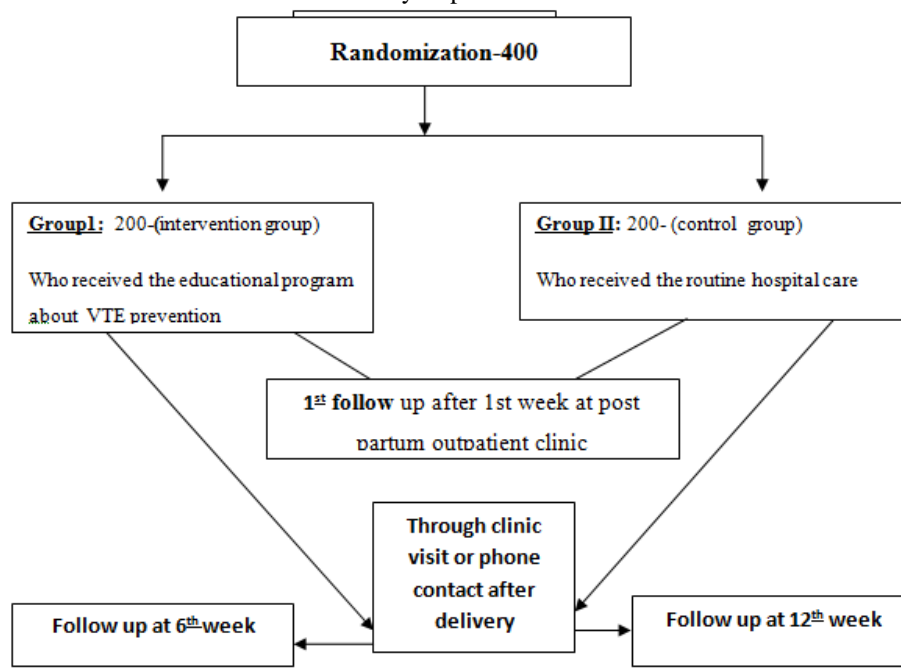 Randomization-400
Group1: 200-(intervention group)
Who received the educational program
about VTE prevention
Group II: 200- (control group)
Who received the routine hospital care
1st follow up after 1st week at post
partum outpatient clinic
Through clinic
visit or phone
contact after
delivery
Follow up at 6th week
Follow up at 12th week